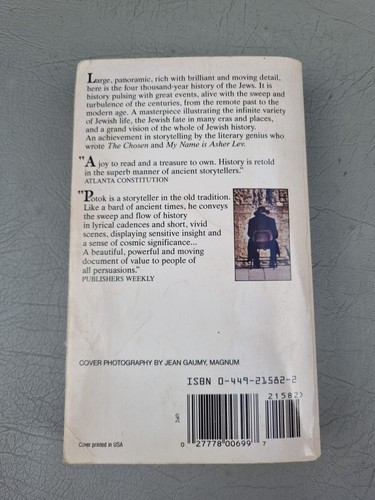 Large, panoramic, rich with brilliant and moving detail,
here is the four thousand-year history of the Jews. It is
history pulsing with great events, alive with the sweep and
turbulence of the centuries, from the remote past to the
modern age. A masterpiece illustrating the infinite variety
of Jewish life, the Jewish fate in many eras and places,
and a grand vision of the whole of Jewish history.
An achievement in storytelling by the literary genius who
wrote The Chosen and My Name is Asher Lev.
"A joy to read and a treasure to own. History is retold
in the superb manner of ancient storytellers."
ATLANTA CONSTITUTION
"Potok is a storyteller in the old tradition.
Like a bard of ancient times, he conveys
the sweep and flow of history
in lyrical cadences and short, vivid
scenes, displaying sensitive insight and
a sense of cosmic significance...
A beautiful, powerful and moving
document of value to people of
all persuasions."
PUBLISHERS WEEKLY
COVER PHOTOGRAPHY BY JEAN GAUMY, MAGNUM
ISBN 0-449-21582-2
21582
UPC
Cover printed in USA
0 27778 00699 7